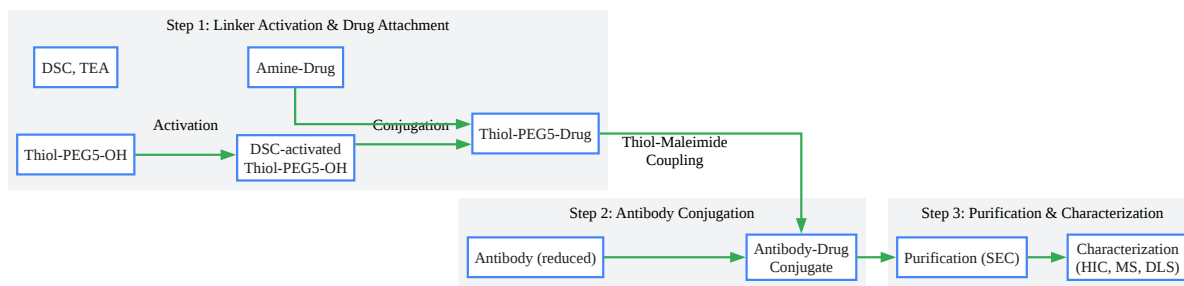 Step 1: Linker Activation & Drug Attachment
DSC, TEA
Amine-Drug
Activation
Conjugation
Thiol-PEG5-OH
DSC-activated
Thiol-PEG5-OH
Thiol-PEG5-Drug
Thiol-Maleimide
Coupling
Step 2: Antibody Conjugation
Antibody (reduced)
Antibody-Drug
Conjugate
Step 3: Purification & Characterization
Purification (SEC)
Characterization
(HIC, MS, DLS)